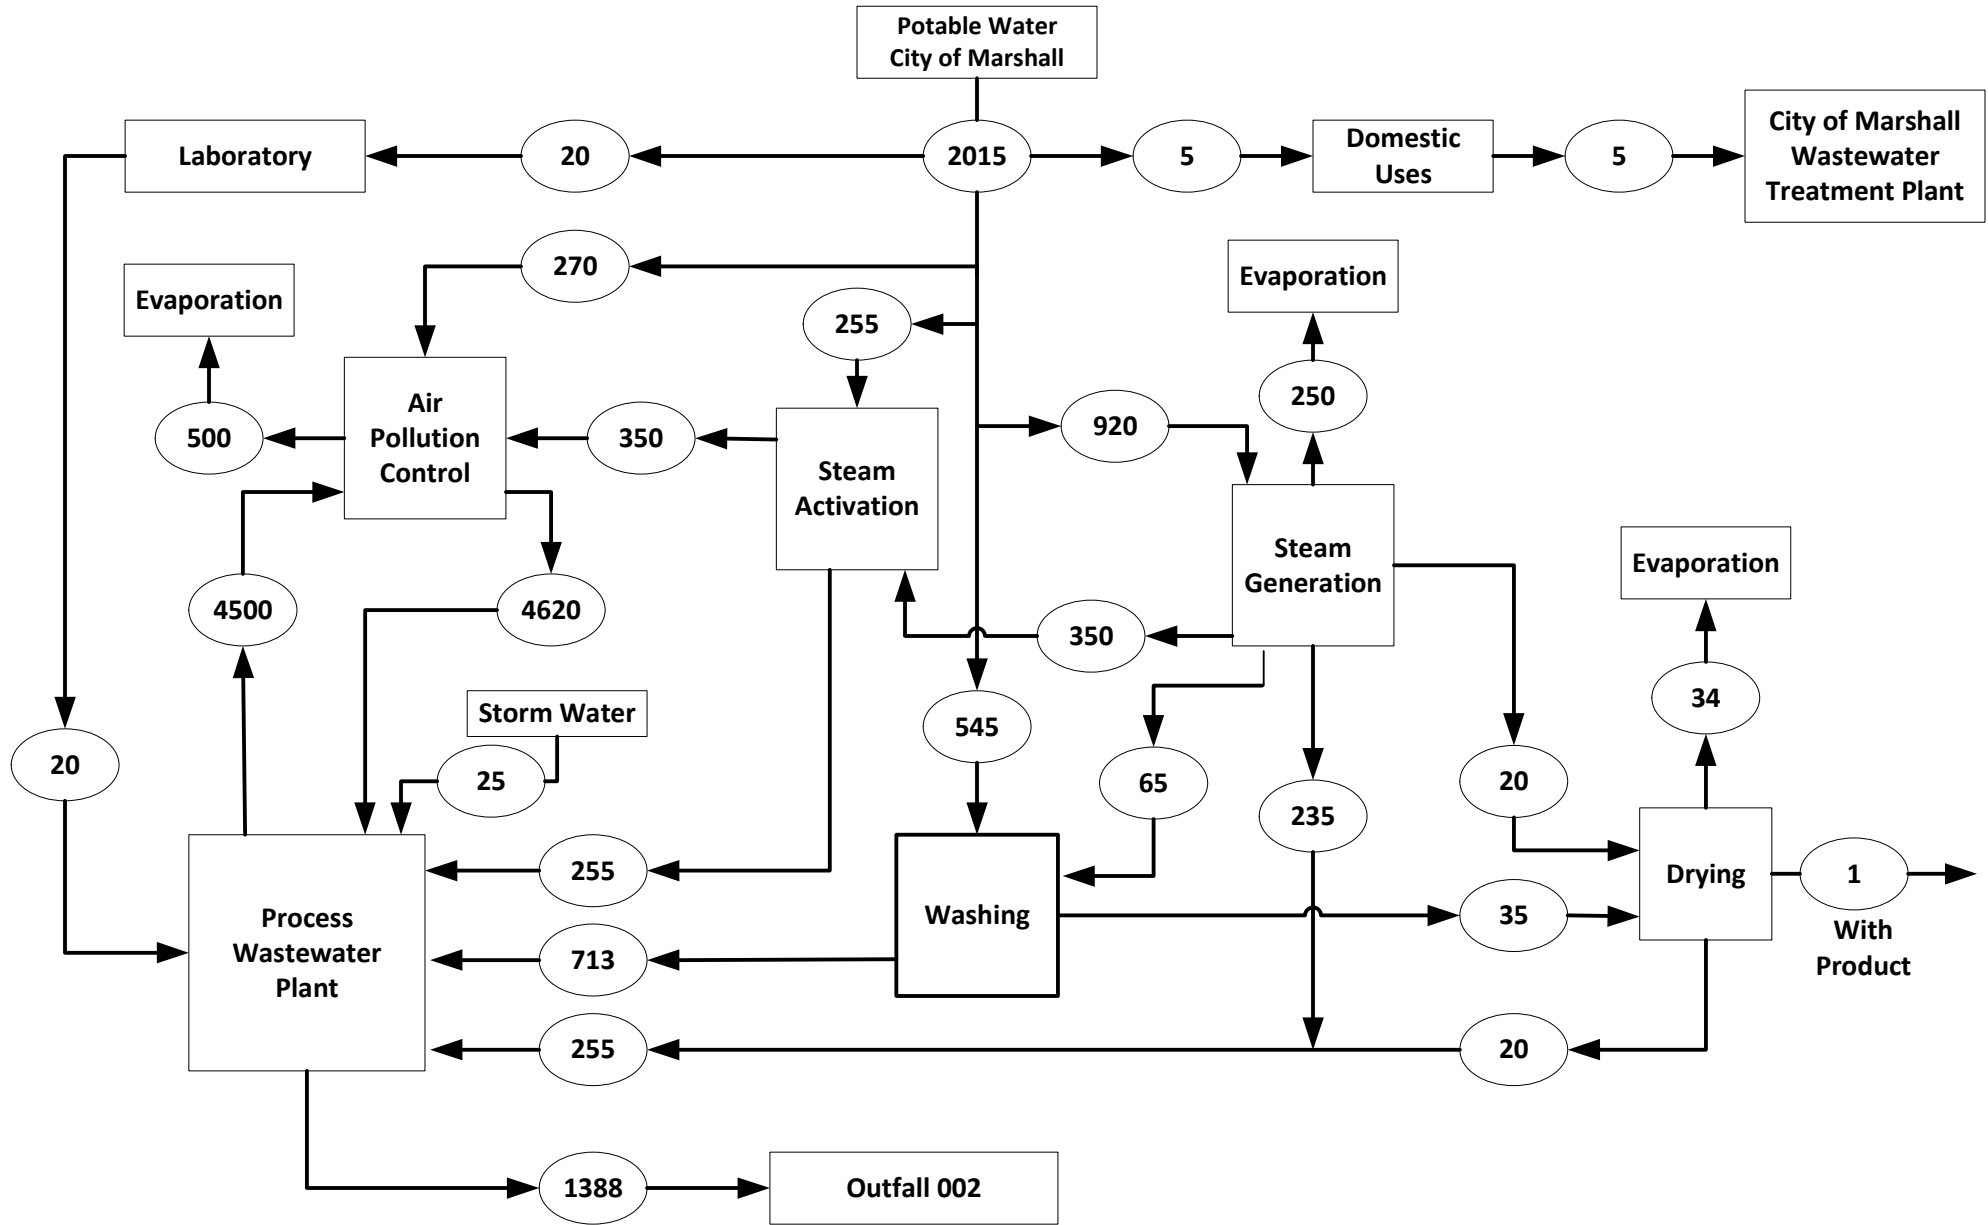 Potable Water
City of Marshall
Laboratory
20
2015
5
Domestic
Uses
5
City of Marshall
Wastewater
Treatment Plant
270
Evaporation
Evaporation
255
250
Air
Pollution
Control
500
350
920
Steam
Activation
Steam
Generation
Evaporation
4500
4620
350
34
Storm Water
545
20
25
65
20
235
255
Drying
1
With
Product
Process
Wastewater
Plant
Washing
35
713
255
20
1388
Outfall 002